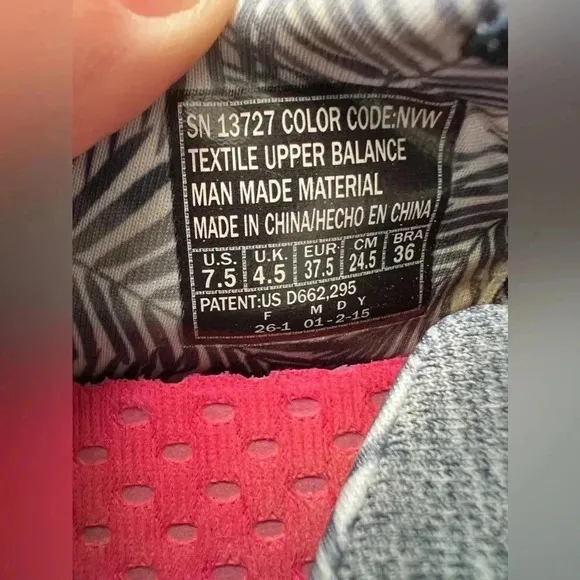 SN 13727 COLOR CODE:NVW
TEXTILE UPPER BALANCE
MAN MADE MATERIAL
MADE IN CHINA/HECHO EN CHINA
U.S. U.K. EUR: CM BRA
7.5 4.5 37.5 24.5 36
PATENT:US D662,295
F M D Y
26-1 01-2-15